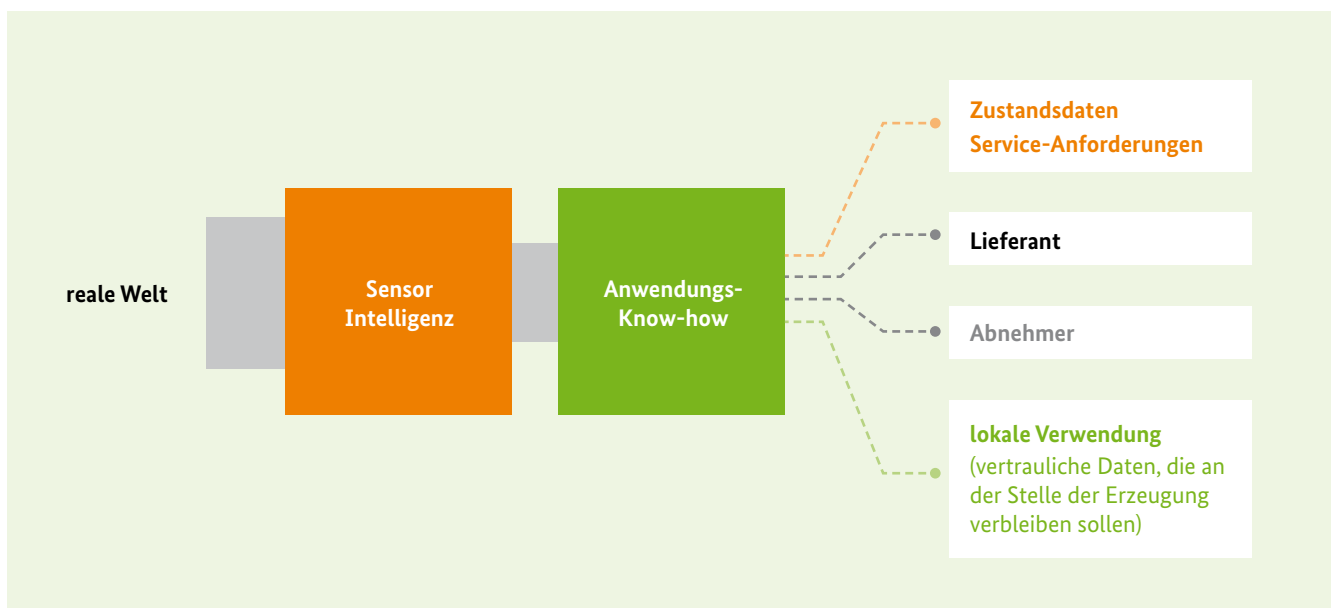 reale Welt
Sensor
Intelligenz
Anwendungs-
Know-how
Zustandsdaten
Service-Anforderungen
Lieferant
Abnehmer
lokale Verwendung
(vertrauliche Daten, die an
der Stelle der Erzeugung
verbleiben sollen)